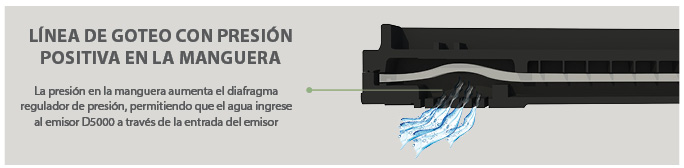 LÍNEA DE GOTEO CON PRESIÓN
POSITIVA EN LA MANGUERA
La presión en la manguera aumenta el diafragma
regulador de presión, permitiendo que el agua ingrese
al emisor D5000 a través de la entrada del emisor